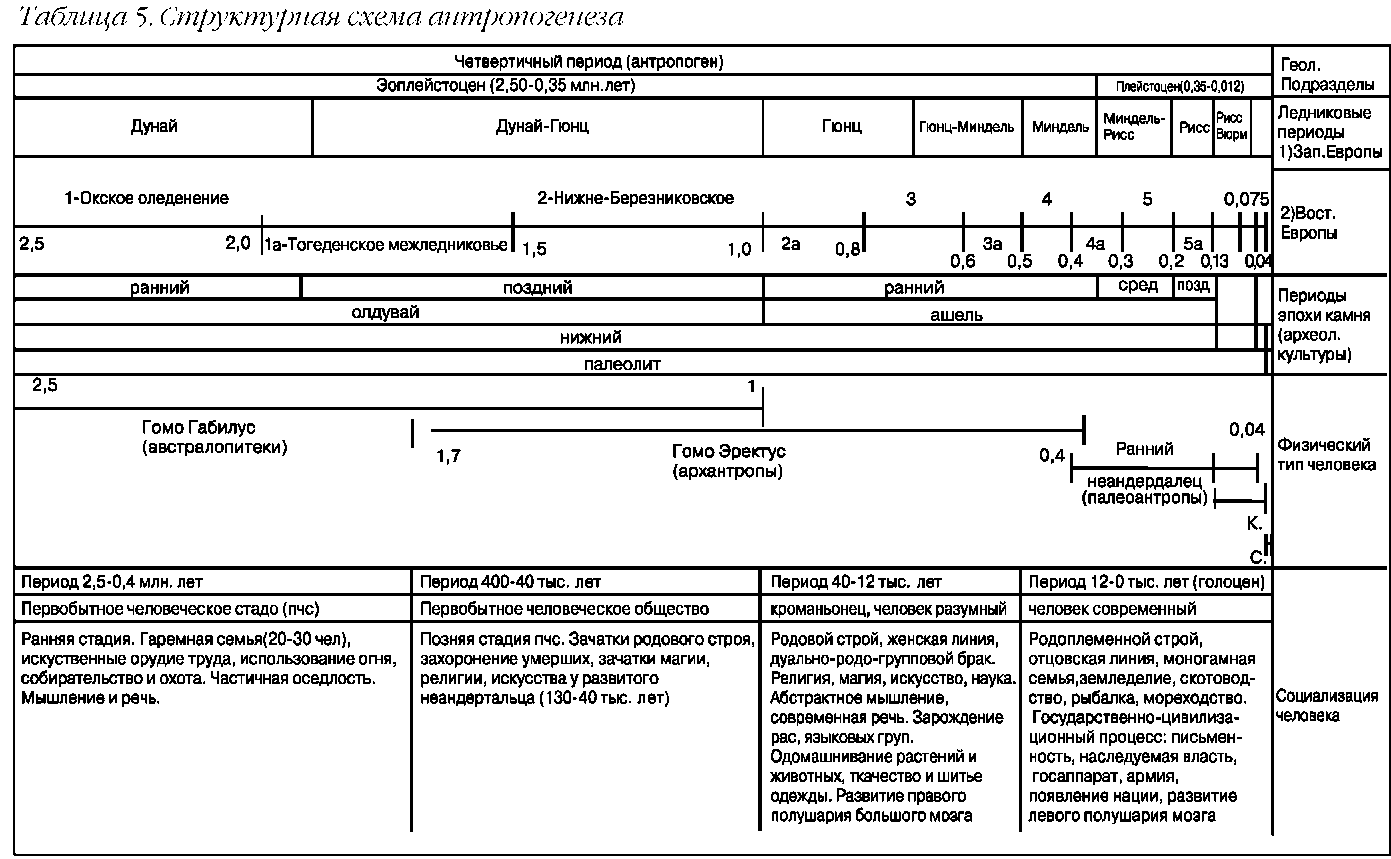 Таблица 5. Структурная схема антропогенеза
Четвертичный период (антропоген)
Эоплейстоцен (2,50-0,35 млн.лет)
Плейстоцен(0,35-0,012)
Геол.
Подразделы
Дунай
Дунай-Гюнц
Гюнц
Гюнц-Миндель
Миндель
Миндель-
Рисс
Рисс
Рисс
Вюрм
Ледниковые
периоды
1)Зап.Европы
1-Окское оледенение
2-Нижне-Березниковское
3
4
5
0,075
2,5
2,0
1а-Тогеденское межледниковье
1,5
1,0
2а
0,8
0,6
3а
0,5
0,4
4а
0,3
0,2
5а
0,13
0,04
2)Вост.
Европы
ранний
поздний
ранний
сред
позд
олдувай
ашель
нижний
палеолит
Периоды
эпохи камня
(археол.
культуры)
2,5
1
Гомо Габилус
(австралопитеки)
1,7
Гомо Эректус
(архантропы)
0,4
Ранний
неандердалец
(палеоантропы)
0,04
К.
С.
Физический
тип человека
Период 2,5-0,4 млн. лет
Первобытное человеческое стадо (пчс)
Ранняя стадия. Гаремная семья(20-30 чел),
искуственные орудие труда, использование огня,
собирательство и охота. Частичная оседлость.
Мышление и речь.
Период 400-40 тыс. лет
Первобытное человеческое общество
Позняя стадия пчс. Зачатки родового строя,
захоронение умерших, зачатки магии,
религии, искусства у развитого
неандертальца (130-40 тыс. лет)
Период 40-12 тыс. лет
кроманьонец, человек разумный
Родовой строй, женская линия,
дуально-родо-групповой брак.
Религия, магия, искусство, наука.
Абстрактное мышление,
современная речь. Зарождение
рас, языковых груп.
Одомашнивание растений и
животных, ткачество и шитье
одежды. Развитие правого
полушария большого мозга
Период 12-0 тыс. лет (голоцен)
человек современный
Родоплеменной строй,
отцовская линия, моногамная
семья,земледелие, скотовод-
ство, рыбалка, мореходство.
Государственно-цивилиза-
ционный процесс: письмен-
ность, наследуемая власть,
госаппарат, армия,
появление нации, развитие
левого полушария мозга
Социализация
человека